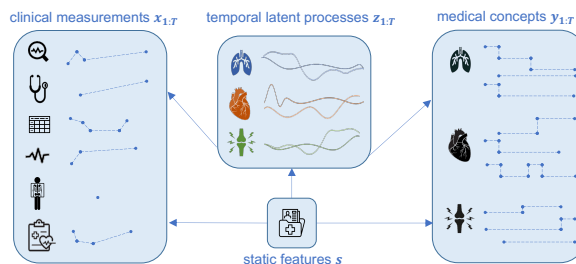 clinical measurements x₁:T
temporal latent processes z₁:T
medical concepts y₁:T
static features s